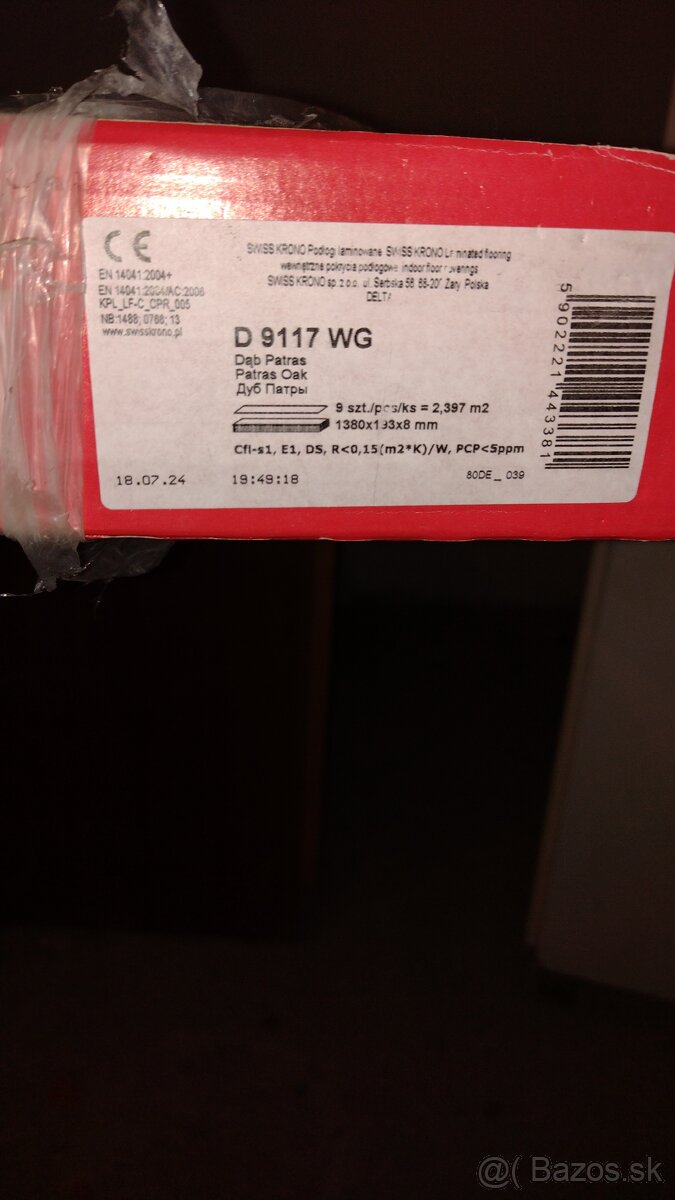 CE
EN 14041:2004+
EN 14041:2004/AC:2006
KPL_LF-C_CPR_005
NB:1488; 0766; 13
www.swisskrono.pl
SWISS KRONO Podłogi laminowane SWISS KRONO Laminated flooring
wewnętrzne pokrycia podłogowe indoor floor coverings
SWISS KRONO sp. z o.o. ul. Serbska 56, 68-200 Żary, Polska
DELTA
D 9117 WG
Dąb Patras
Patras Oak
Дуб Патры
9 szt./pcs/ks = 2,397 m2
1380x193x8 mm
Cfl-s1, E1, DS, R<0,15(m2*K)/W, PCP<5ppm
18.07.24 19:49:18 80DE_ 039
5902221443381
@( Bazos.sk